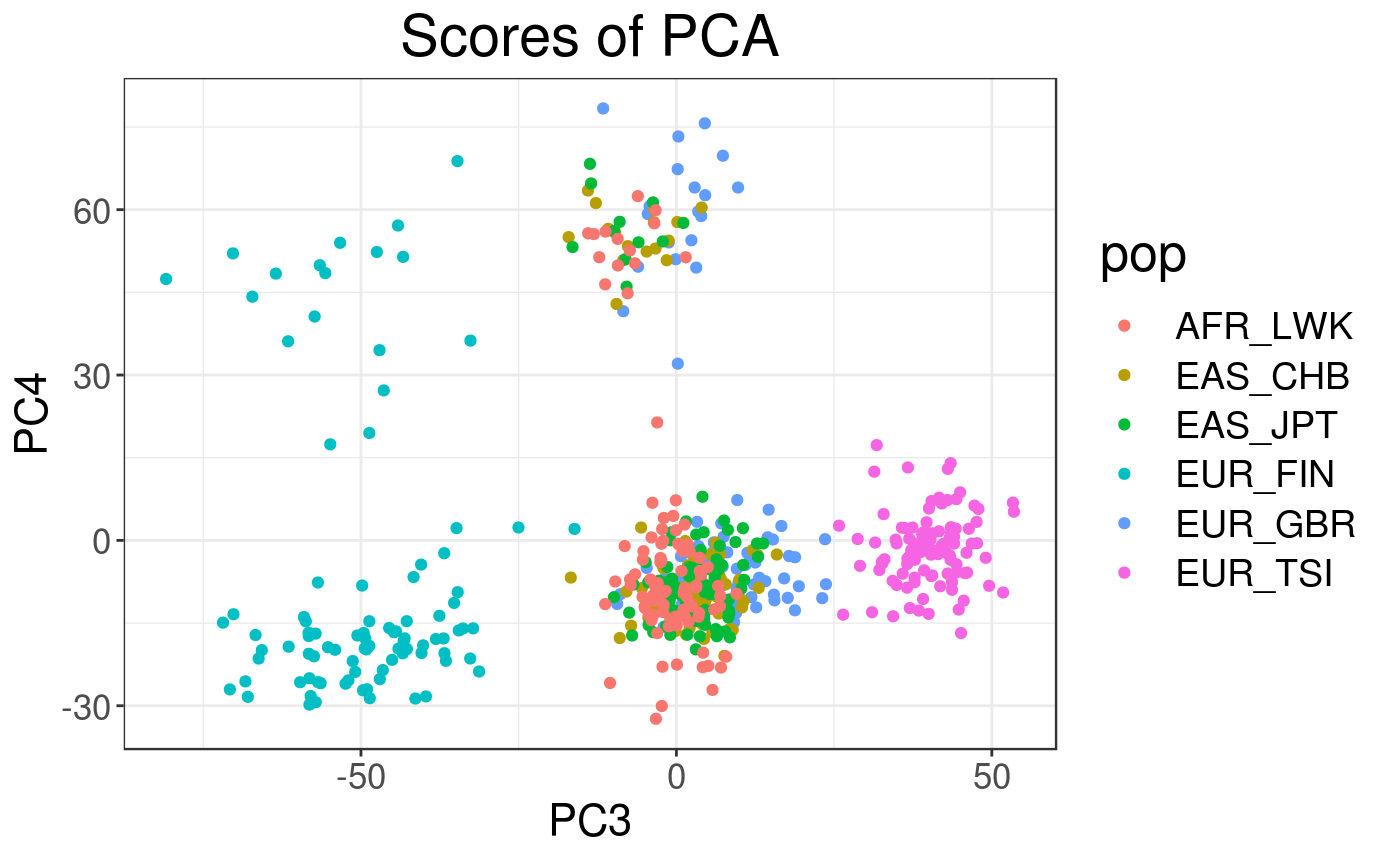 Scores of PCA
60
30
0
-30
PC4
-50
0
50
PC3
pop
AFR_LWK
EAS_CHB
EAS_JPT
EUR_FIN
EUR_GBR
EUR_TSI